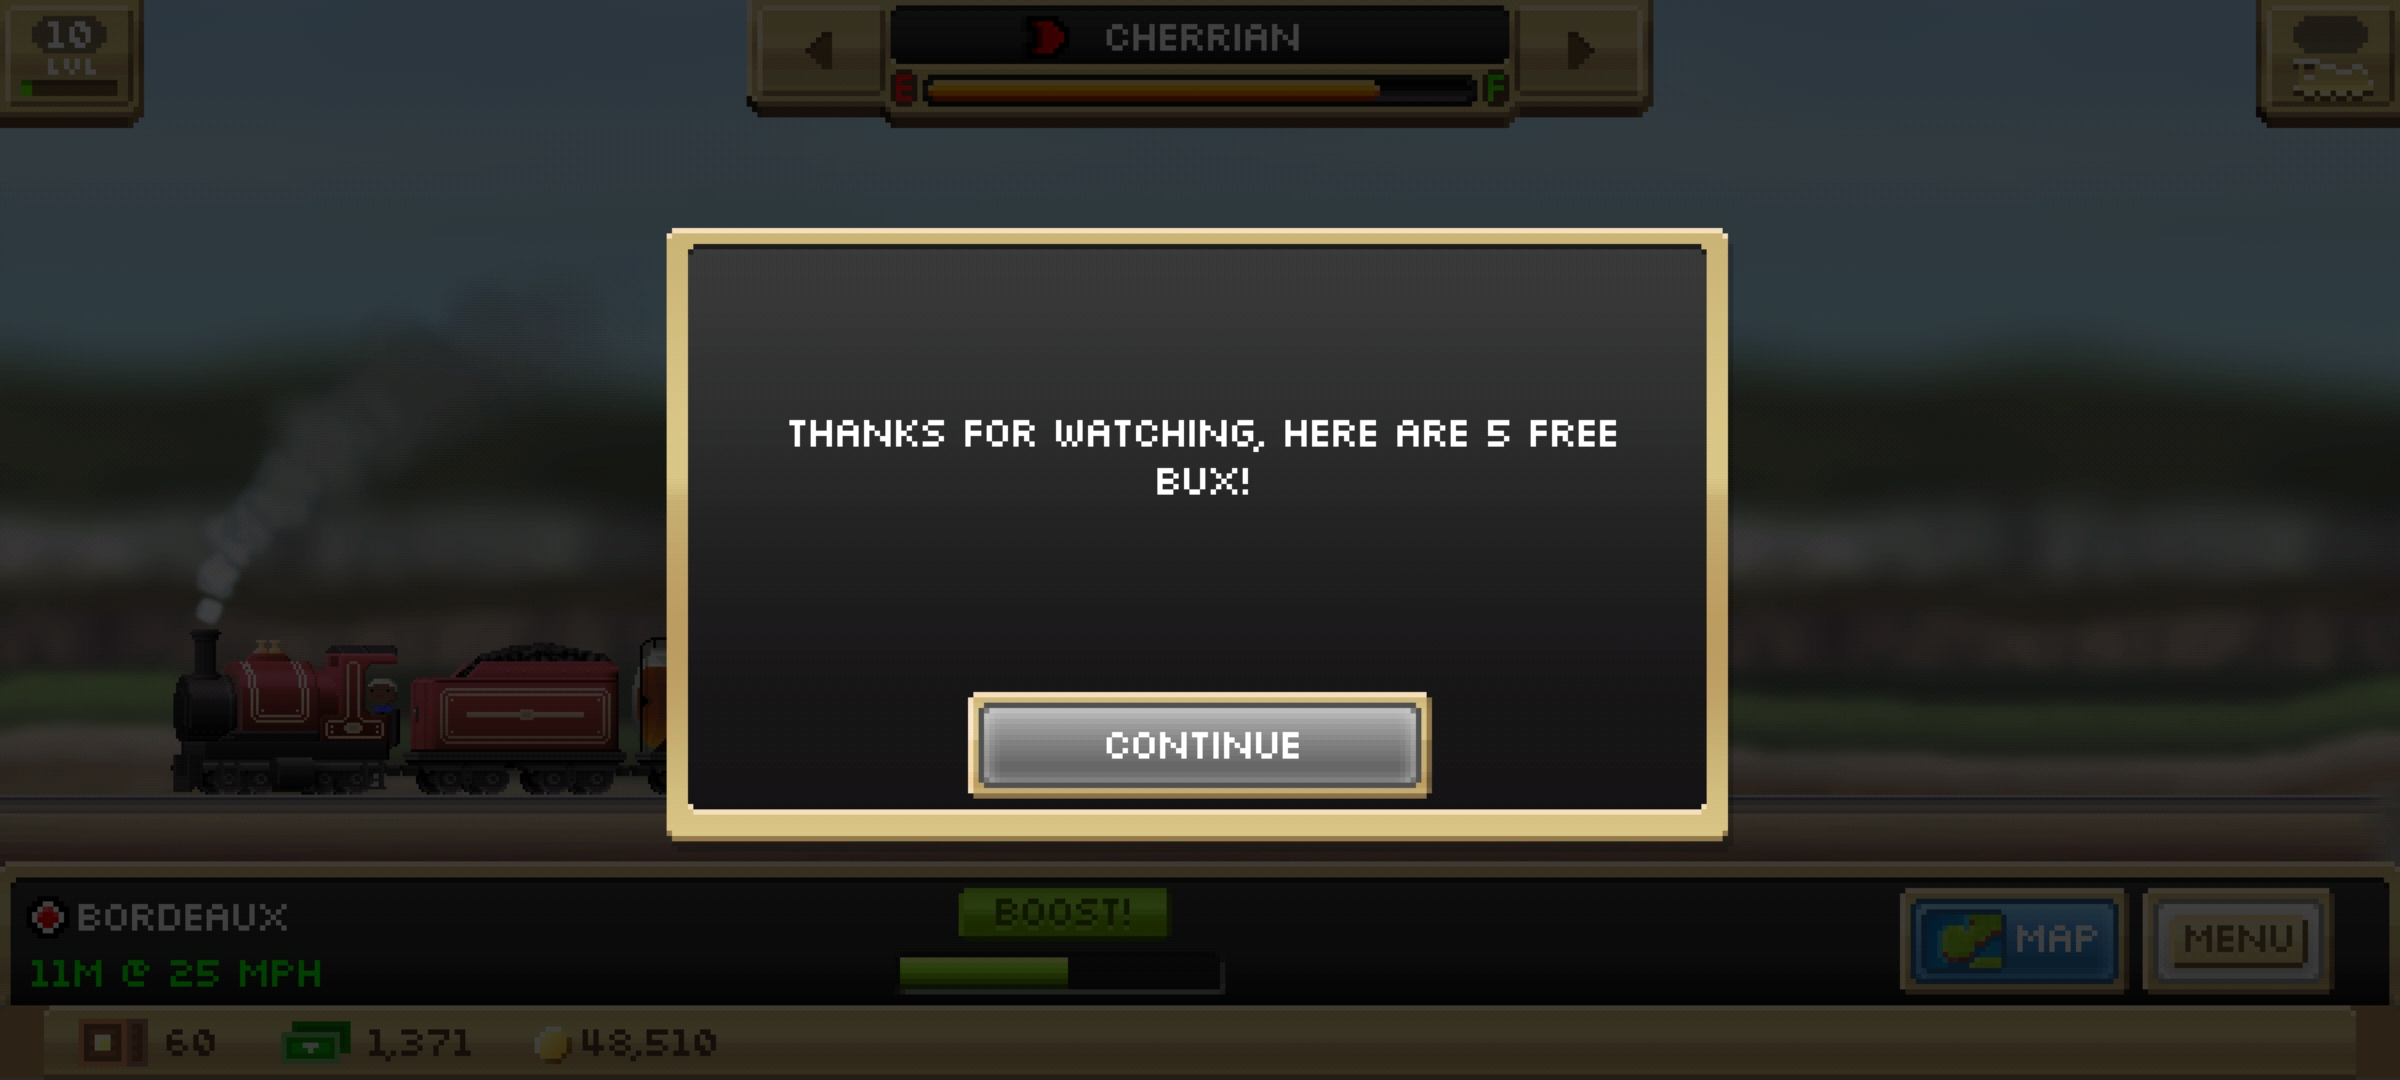 10
LVL
CHERRIAN
E F
THANKS FOR WATCHING, HERE ARE 5 FREE
BUX!
CONTINUE
BORDEAUX
11M @ 25 MPH
BOOST!
MAP
MENU
60
1,371
48,510